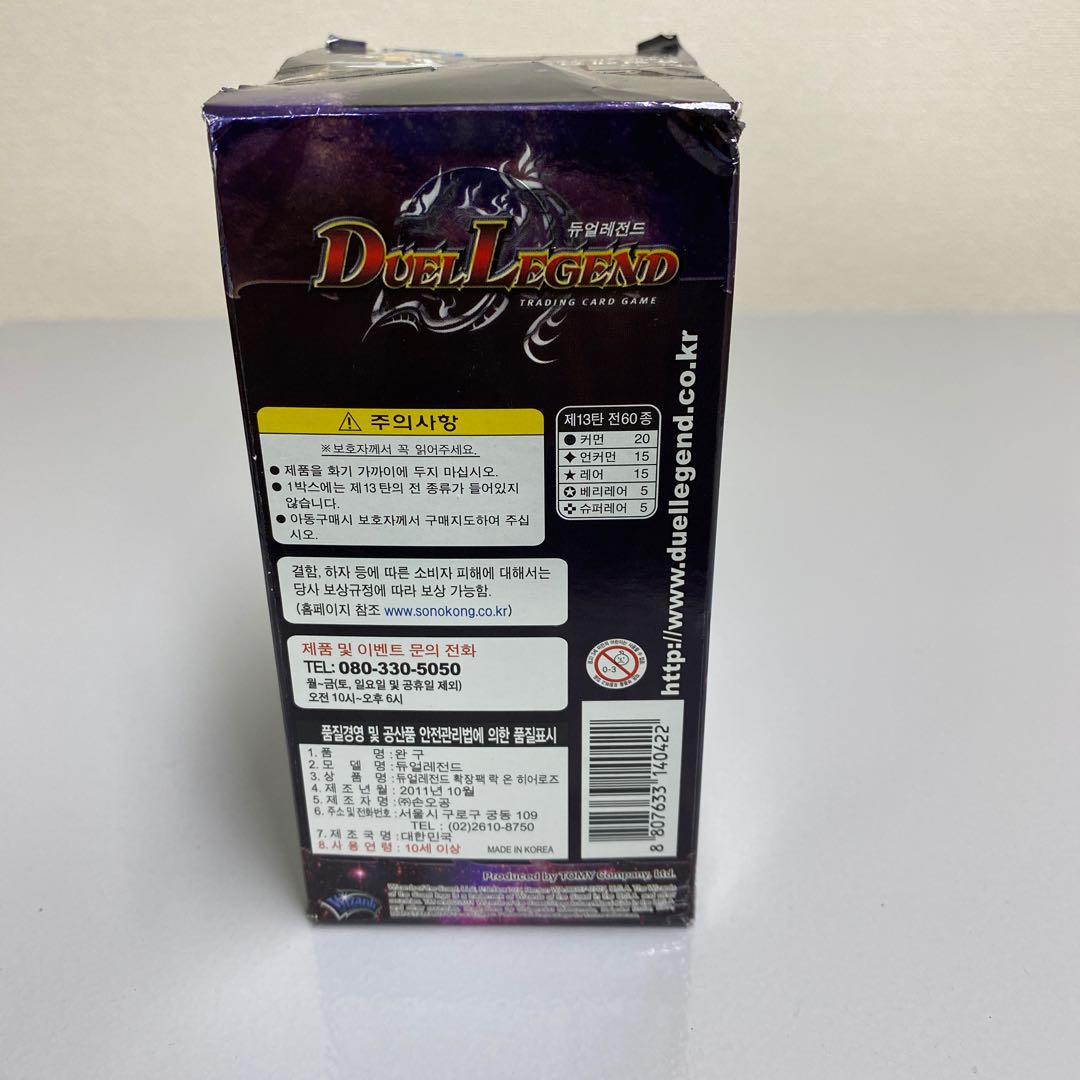 듀얼레전드
DUEL LEGEND
TRADING CARD GAME
⚠ 주의사항
※보호자께서 꼭 읽어주세요.
● 제품을 화기 가까이에 두지 마십시오.
● 1박스에는 제13탄의 전 종류가 들어있지
않습니다.
● 아동구매시 보호자께서 구매지도하여 주십
시오.
제13탄 전60종
● 커먼 20
✦ 언커먼 15
★ 레어 15
✪ 베리레어 5
슈퍼레어 5
결함, 하자 등에 따른 소비자 피해에 대해서는
당사 보상규정에 따라 보상 가능함.
(홈페이지 참조 www.sonokong.co.kr)
제품 및 이벤트 문의 전화
TEL: 080-330-5050
월~금(토, 일요일 및 공휴일 제외)
오전 10시~오후 6시
0-3
http://www.duellegend.co.kr
품질경영 및 공산품 안전관리법에 의한 품질표시
1. 품 명 : 완 구
2. 모 델 명 : 듀얼레전드
3. 상 품 명 : 듀얼레전드 확장팩 락 온 히어로즈
4. 제 조 년 월 : 2011년 10월
5. 제 조 자 명 : ㈜손오공
6. 주소 및 전화번호 : 서울시 구로구 궁동 109
TEL : (02)2610-8750
7. 제 조 국 명 : 대한민국
8. 사 용 연 령 : 10세 이상
MADE IN KOREA
8 807633 140422
Produced by TOMY Company, Ltd.
Wizards